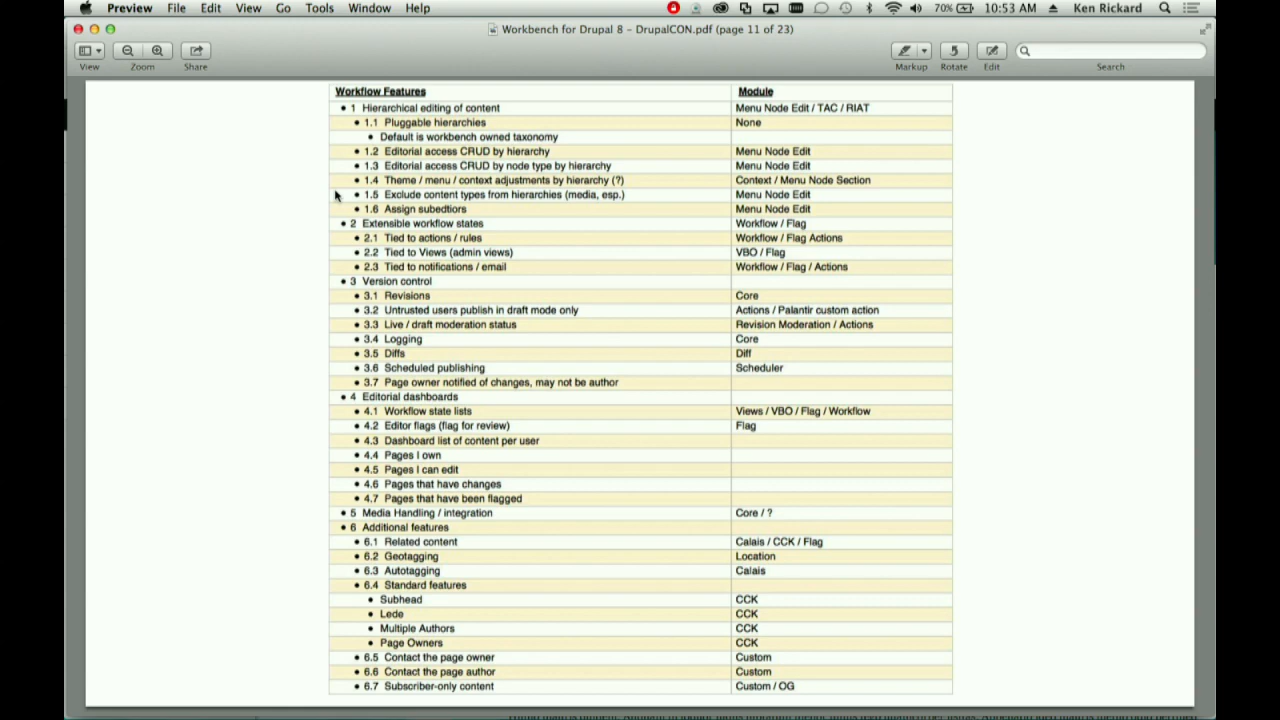 Preview File Edit View Go Tools Window Help 70% 10:53 AM Ken Rickard
Workbench for Drupal 8 – DrupalCON.pdf (page 11 of 23)
View Zoom Share Markup Rotate Edit Search
Workflow Features Module
• 1 Hierarchical editing of content Menu Node Edit / TAC / RIAT
• 1.1 Pluggable hierarchies None
• Default is workbench owned taxonomy
• 1.2 Editorial access CRUD by hierarchy Menu Node Edit
• 1.3 Editorial access CRUD by node type by hierarchy Menu Node Edit
• 1.4 Theme / menu / context adjustments by hierarchy (?) Context / Menu Node Section
• 1.5 Exclude content types from hierarchies (media, esp.) Menu Node Edit
• 1.6 Assign subedtiors Menu Node Edit
• 2 Extensible workflow states Workflow / Flag
• 2.1 Tied to actions / rules Workflow / Flag Actions
• 2.2 Tied to Views (admin views) VBO / Flag
• 2.3 Tied to notifications / email Workflow / Flag / Actions
• 3 Version control
• 3.1 Revisions Core
• 3.2 Untrusted users publish in draft mode only Actions / Palantir custom action
• 3.3 Live / draft moderation status Revision Moderation / Actions
• 3.4 Logging Core
• 3.5 Diffs Diff
• 3.6 Scheduled publishing Scheduler
• 3.7 Page owner notified of changes, may not be author
• 4 Editorial dashboards
• 4.1 Workflow state lists Views / VBO / Flag / Workflow
• 4.2 Editor flags (flag for review) Flag
• 4.3 Dashboard list of content per user
• 4.4 Pages I own
• 4.5 Pages I can edit
• 4.6 Pages that have changes
• 4.7 Pages that have been flagged
• 5 Media Handling / integration Core / ?
• 6 Additional features
• 6.1 Related content Calais / CCK / Flag
• 6.2 Geotagging Location
• 6.3 Autotagging Calais
• 6.4 Standard features
• Subhead CCK
• Lede CCK
• Multiple Authors CCK
• Page Owners CCK
• 6.5 Contact the page owner Custom
• 6.6 Contact the page author Custom
• 6.7 Subscriber-only content Custom / OG